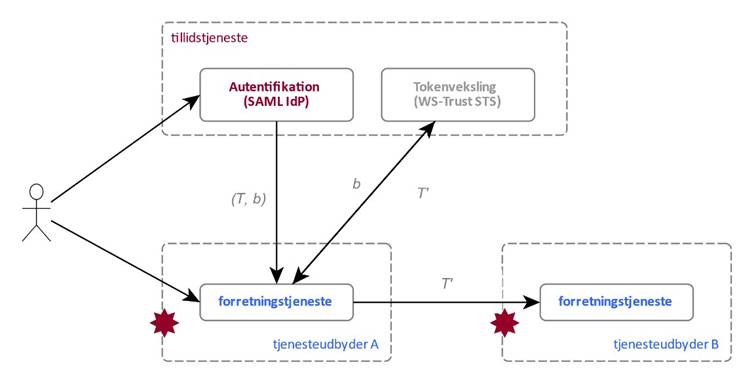 tillidstjeneste
Autentifikation
(SAML IdP)
Tokenveksling
(WS-Trust STS)
(T, b)
b
T'
forretningstjeneste
tjenesteudbyder A
T'
forretningstjeneste
tjenesteudbyder B